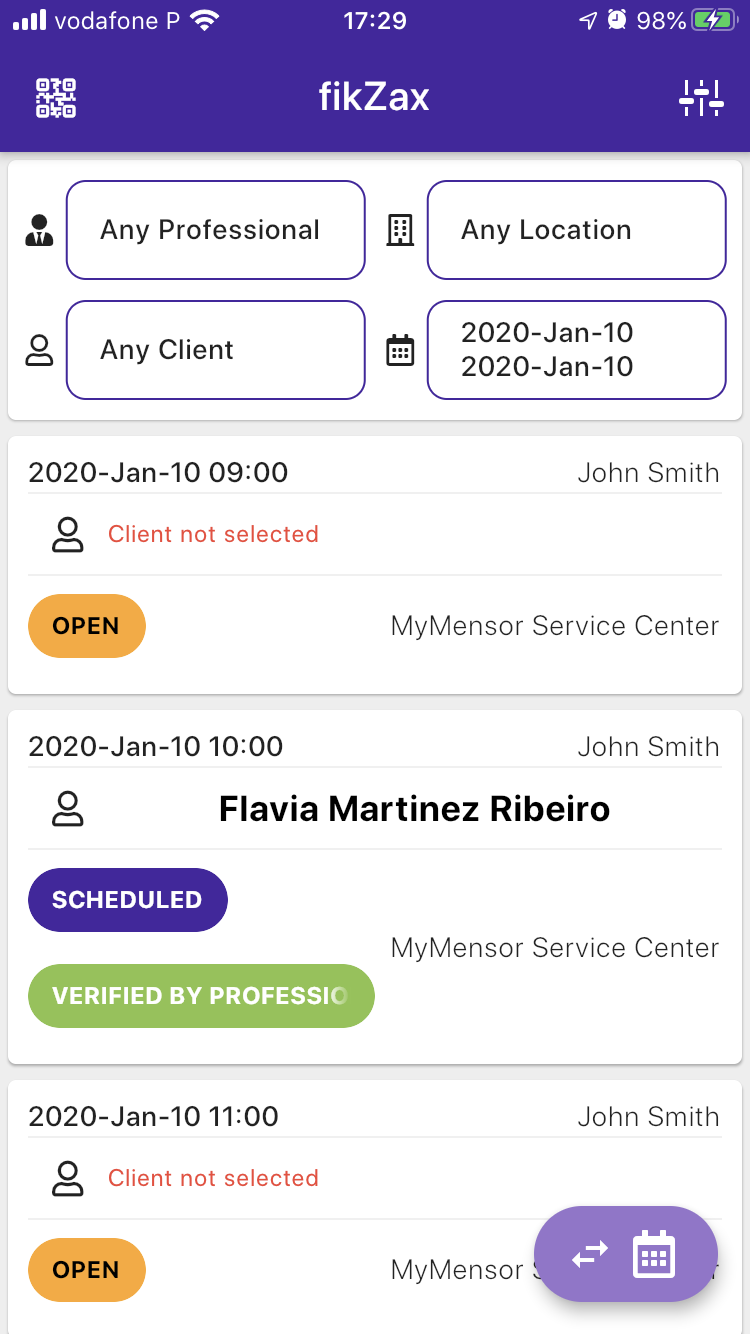 vodafone P 17:29 98%
fikZax
Any Professional Any Location
Any Client 2020-Jan-10
2020-Jan-10
2020-Jan-10 09:00 John Smith
Client not selected
OPEN MyMensor Service Center
2020-Jan-10 10:00 John Smith
Flavia Martinez Ribeiro
SCHEDULED
MyMensor Service Center
VERIFIED BY PROFESSIO
2020-Jan-10 11:00 John Smith
Client not selected
OPEN MyMensor